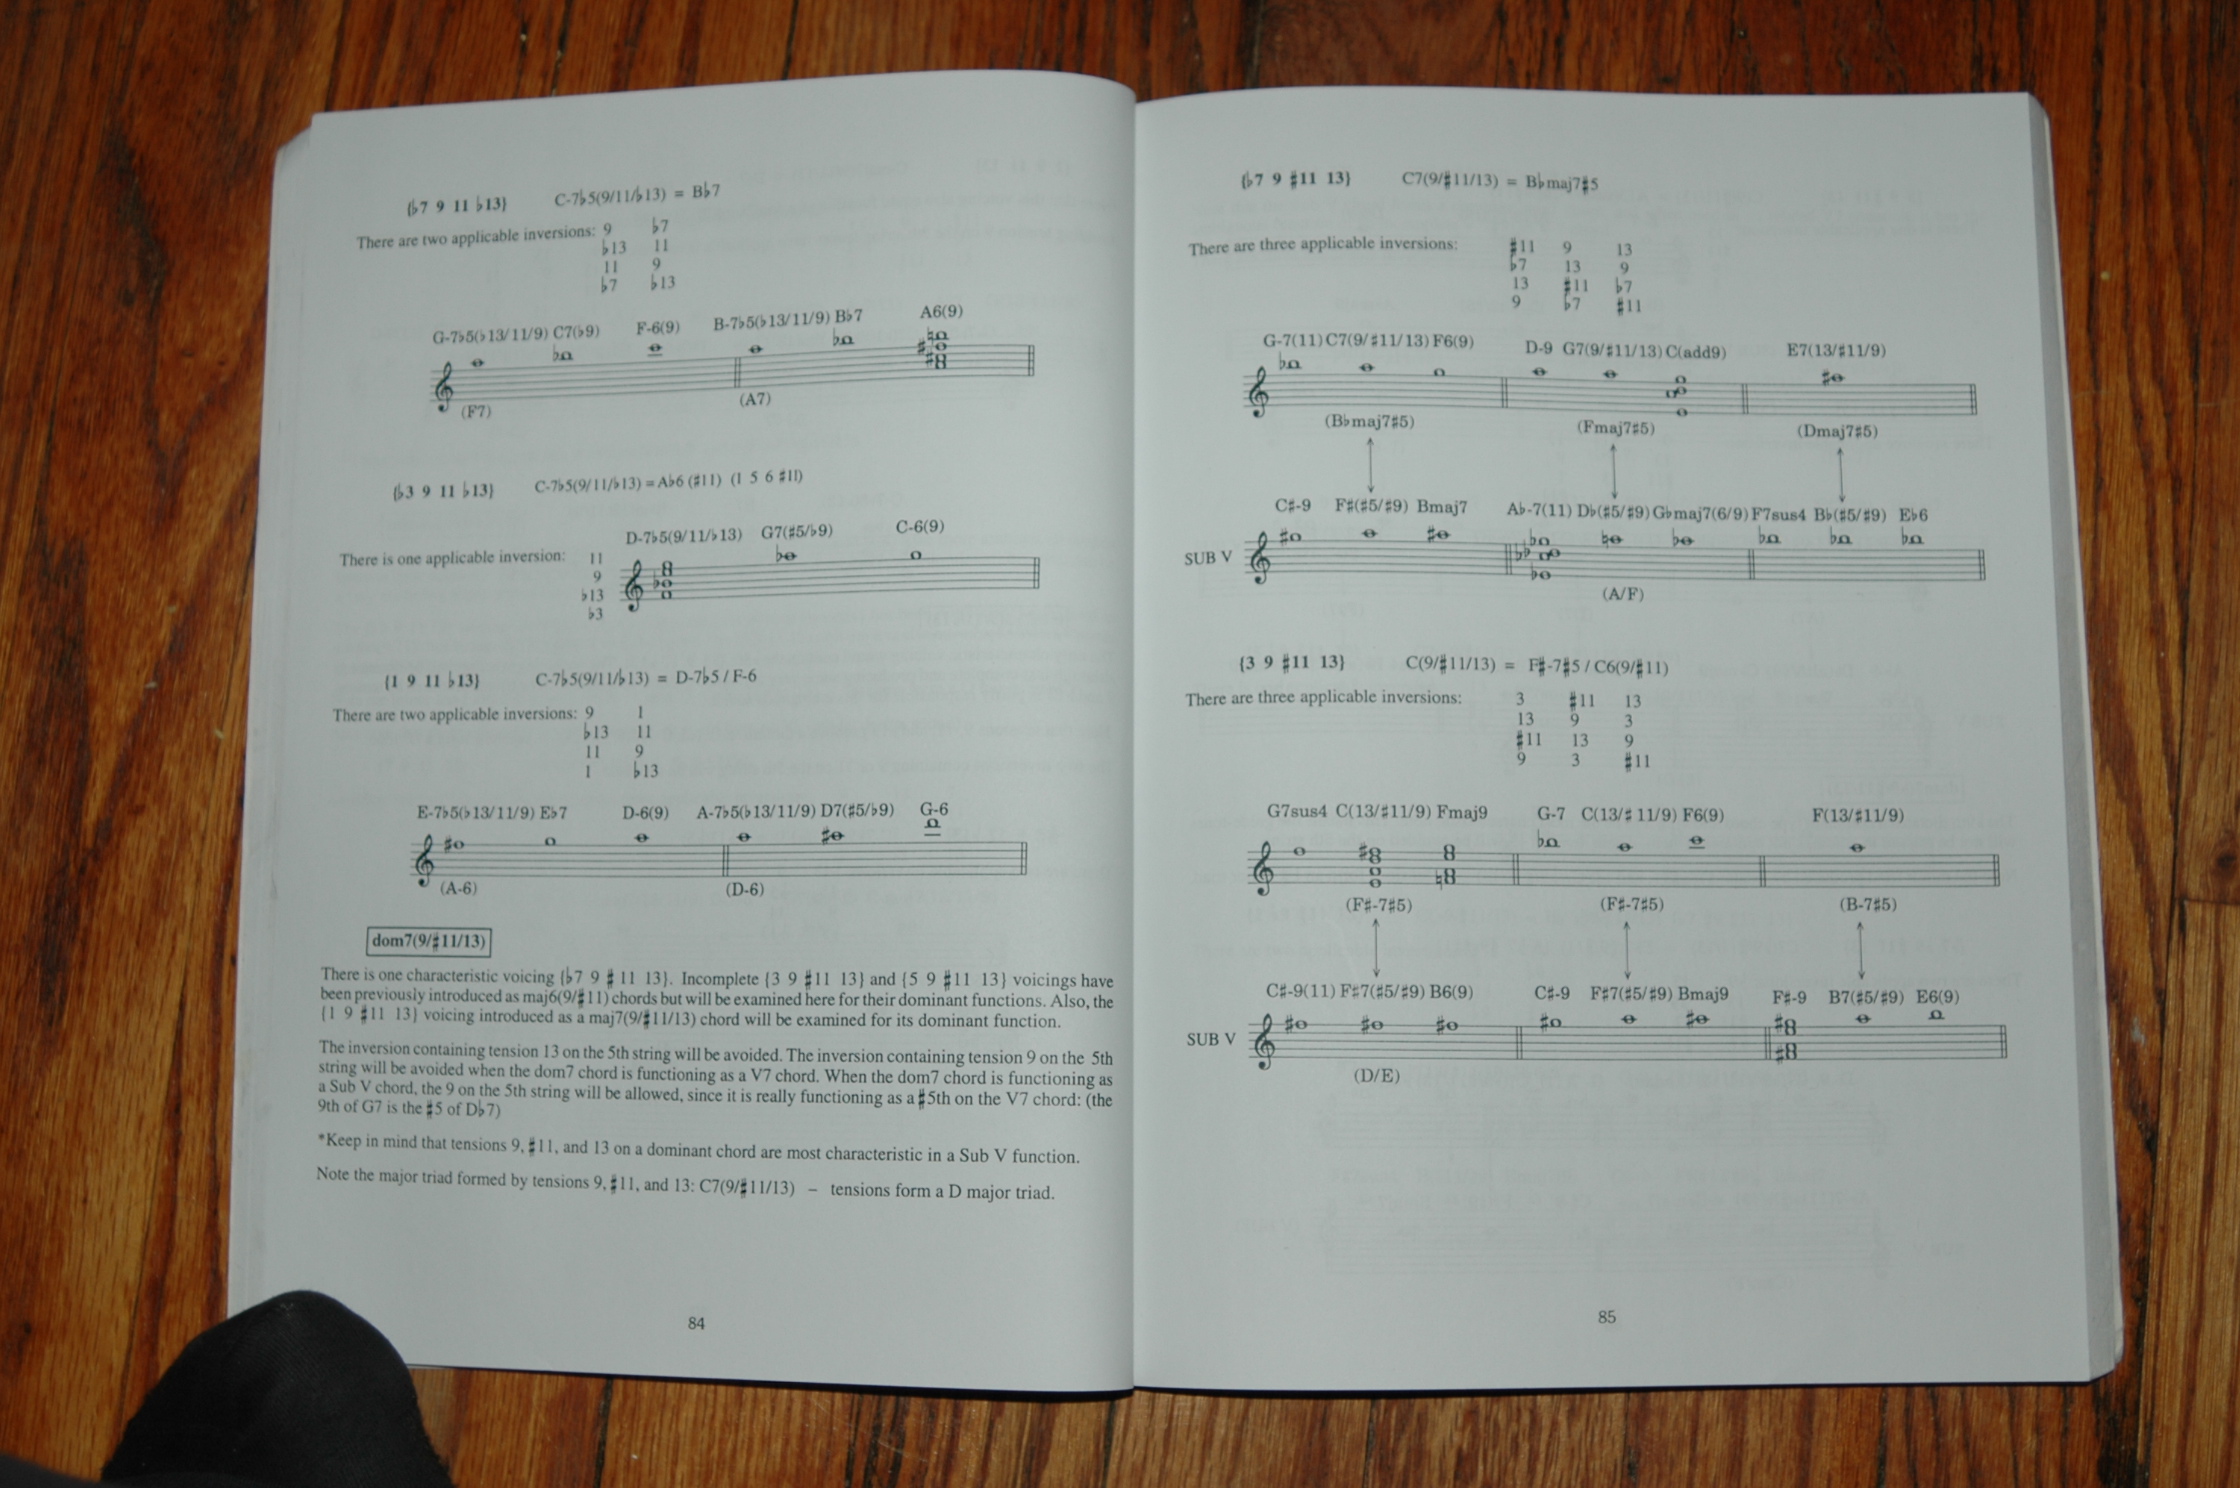 {♭7 9 11 ♭13} C-7♭5(9/11/♭13) = B♭7
There are two applicable inversions: 9 ♭7
♭13 11
11 9
♭7 ♭13
G-7♭5(♭13/11/9) C7(♭9) F-6(9) B-7♭5(♭13/11/9) B♭7 A6(9)
(F7) (A7)
{♭3 9 11 ♭13} C-7♭5(9/11/♭13) = A♭6 (♯11) (1 5 6 ♯11)
D-7♭5(9/11/♭13) G7(♯5/♭9) C-6(9)
There is one applicable inversion: 11
9
♭13
♭3
{1 9 11 ♭13} C-7♭5(9/11/♭13) = D-7♭5 / F-6
There are two applicable inversions: 9 1
♭13 11
11 9
1 ♭13
E-7♭5(♭13/11/9) E♭7 D-6(9) A-7♭5(♭13/11/9) D7(♯5/♭9) G-6
(A-6) (D-6)
dom7(9/♯11/13)
There is one characteristic voicing {♭7 9 ♯ 11 13}. Incomplete {3 9 ♯11 13} and {5 9 ♯11 13} voicings have
been previously introduced as maj6(9/♯11) chords but will be examined here for their dominant functions. Also, the
{1 9 ♯11 13} voicing introduced as a maj7(9/♯11/13) chord will be examined for its dominant function.
The inversion containing tension 13 on the 5th string will be avoided. The inversion containing tension 9 on the 5th
string will be avoided when the dom7 chord is functioning as a V7 chord. When the dom7 chord is functioning as
a Sub V chord, the 9 on the 5th string will be allowed, since it is really functioning as a ♯5th on the V7 chord: (the
9th of G7 is the ♯5 of D♭7)
*Keep in mind that tensions 9, ♯11, and 13 on a dominant chord are most characteristic in a Sub V function.
Note the major triad formed by tensions 9, ♯11, and 13: C7(9/♯11/13) – tensions form a D major triad.
84
{♭7 9 ♯11 13} C7(9/♯11/13) = B♭maj7♯5
There are three applicable inversions: ♯11 9 13
♭7 13 9
13 ♯11 ♭7
9 ♭7 ♯11
G-7(11) C7(9/♯11/13) F6(9) D-9 G7(9/♯11/13) C(add9) E7(13/♯11/9)
(B♭maj7♯5) (Fmaj7♯5) (Dmaj7♯5)
C♯-9 F♯(♯5/♯9) Bmaj7 A♭-7(11) D♭(♯5/♯9) G♭maj7(6/9) F7sus4 B♭(♯5/♯9) E♭6
SUB V
(A/F)
{3 9 ♯11 13} C(9/♯11/13) = F♯-7♯5 / C6(9/♯11)
There are three applicable inversions: 3 ♯11 13
13 9 3
♯11 13 9
9 3 ♯11
G7sus4 C(13/♯11/9) Fmaj9 G-7 C(13/♯ 11/9) F6(9) F(13/♯11/9)
(F♯-7♯5) (F♯-7♯5) (B-7♯5)
C♯-9(11) F♯7(♯5/♯9) B6(9) C♯-9 F♯7(♯5/♯9) Bmaj9 F♯-9 B7(♯5/♯9) E6(9)
SUB V
(D/E)
85